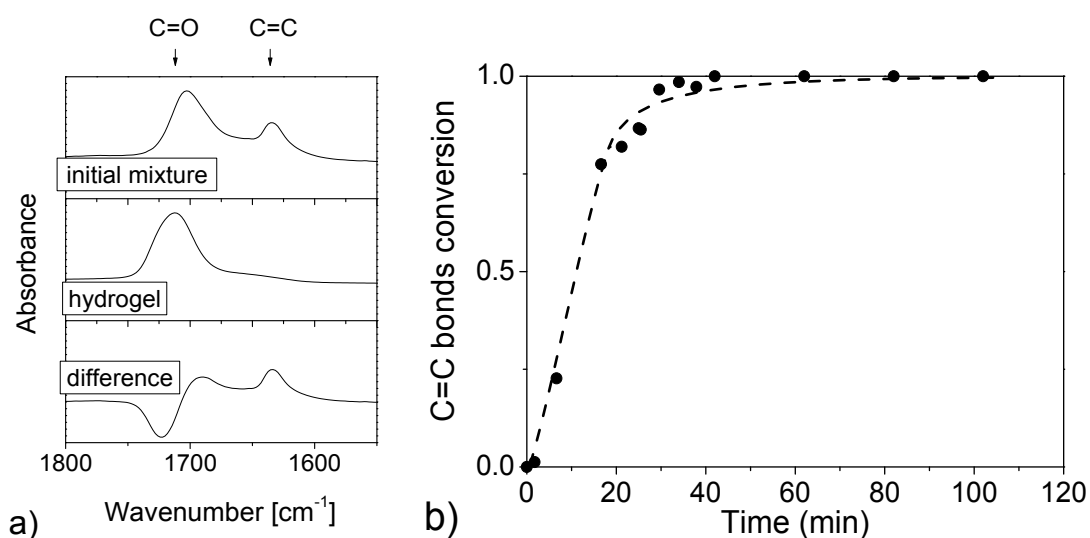 C=O C=C
initial mixture
hydrogel
difference
Absorbance
1800 1700 1600
Wavenumber [cm⁻¹]
a)
C=C bonds conversion
1.0
0.5
0.0
0 20 40 60 80 100 120
Time (min)
b)